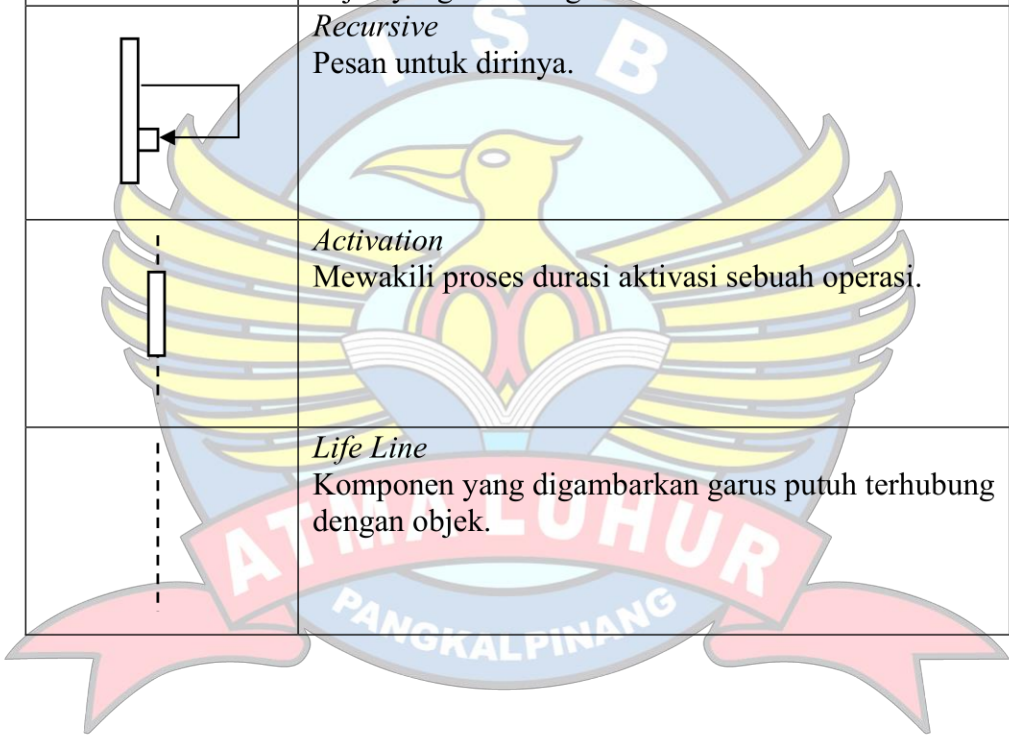 Recursive
Pesan untuk dirinya.
Activation
Mewakili proses durasi aktivasi sebuah operasi.
Life Line
Komponen yang digambarkan garus putuh terhubung
dengan objek.
I S B
ATMA LUHUR
PANGKALPINANG